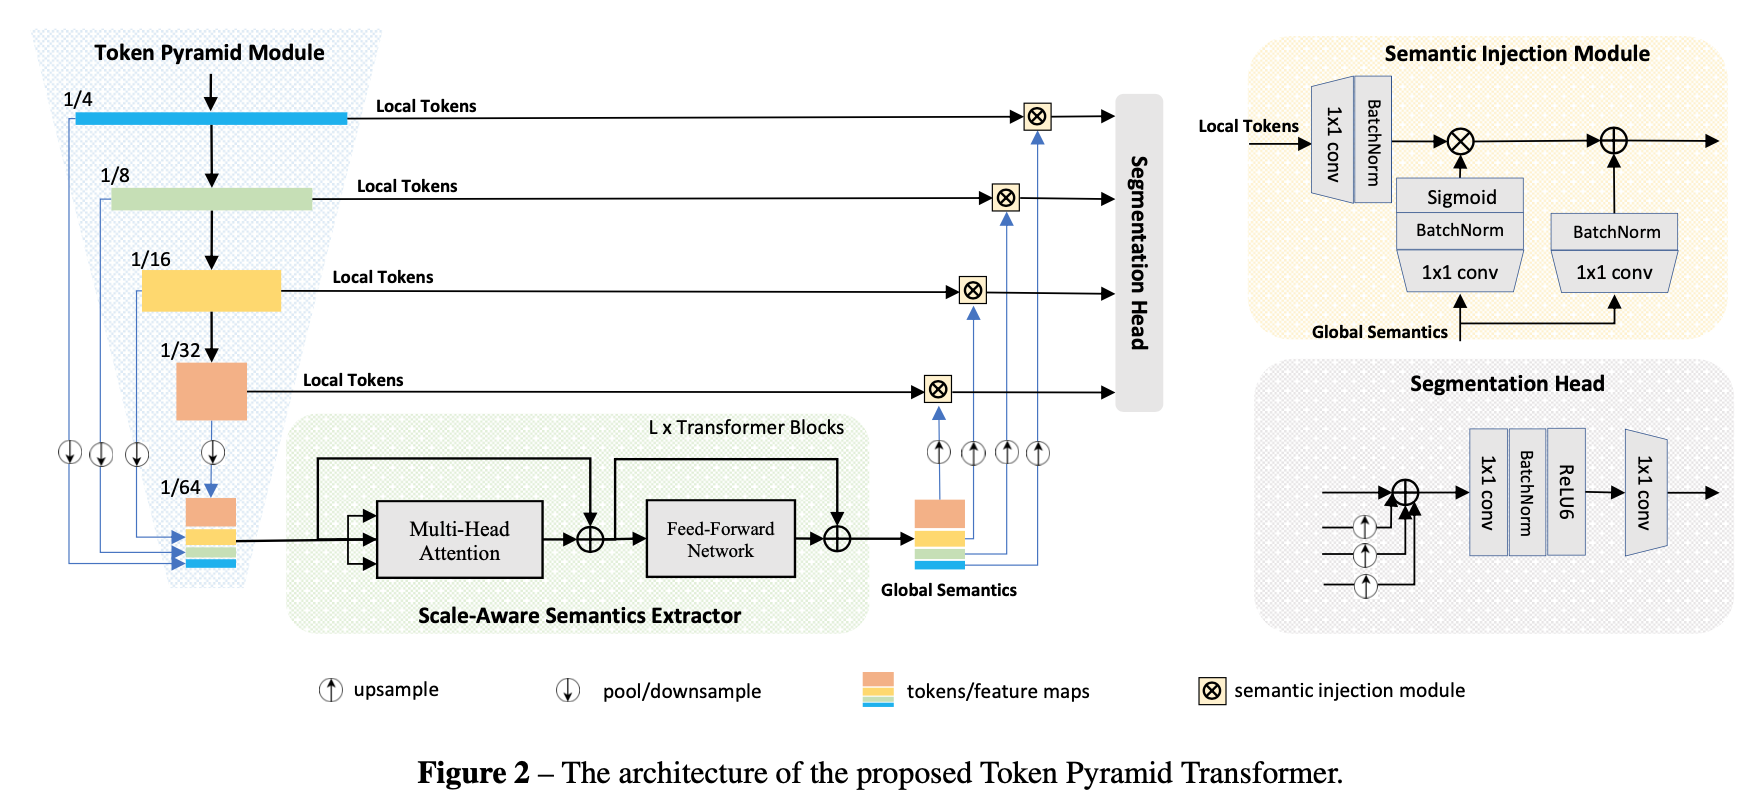 Token Pyramid Module
1/4
Local Tokens
1/8
Local Tokens
1/16
Local Tokens
1/32
Local Tokens
1/64
L x Transformer Blocks
Multi-Head
Attention
Feed-Forward
Network
Scale-Aware Semantics Extractor
Global Semantics
Segmentation Head
Semantic Injection Module
Local Tokens
1x1 conv
BatchNorm
Sigmoid
BatchNorm
1x1 conv
BatchNorm
1x1 conv
Global Semantics
Segmentation Head
1x1 conv
BatchNorm
ReLU6
1x1 conv
upsample
pool/downsample
tokens/feature maps
semantic injection module
Figure 2 – The architecture of the proposed Token Pyramid Transformer.